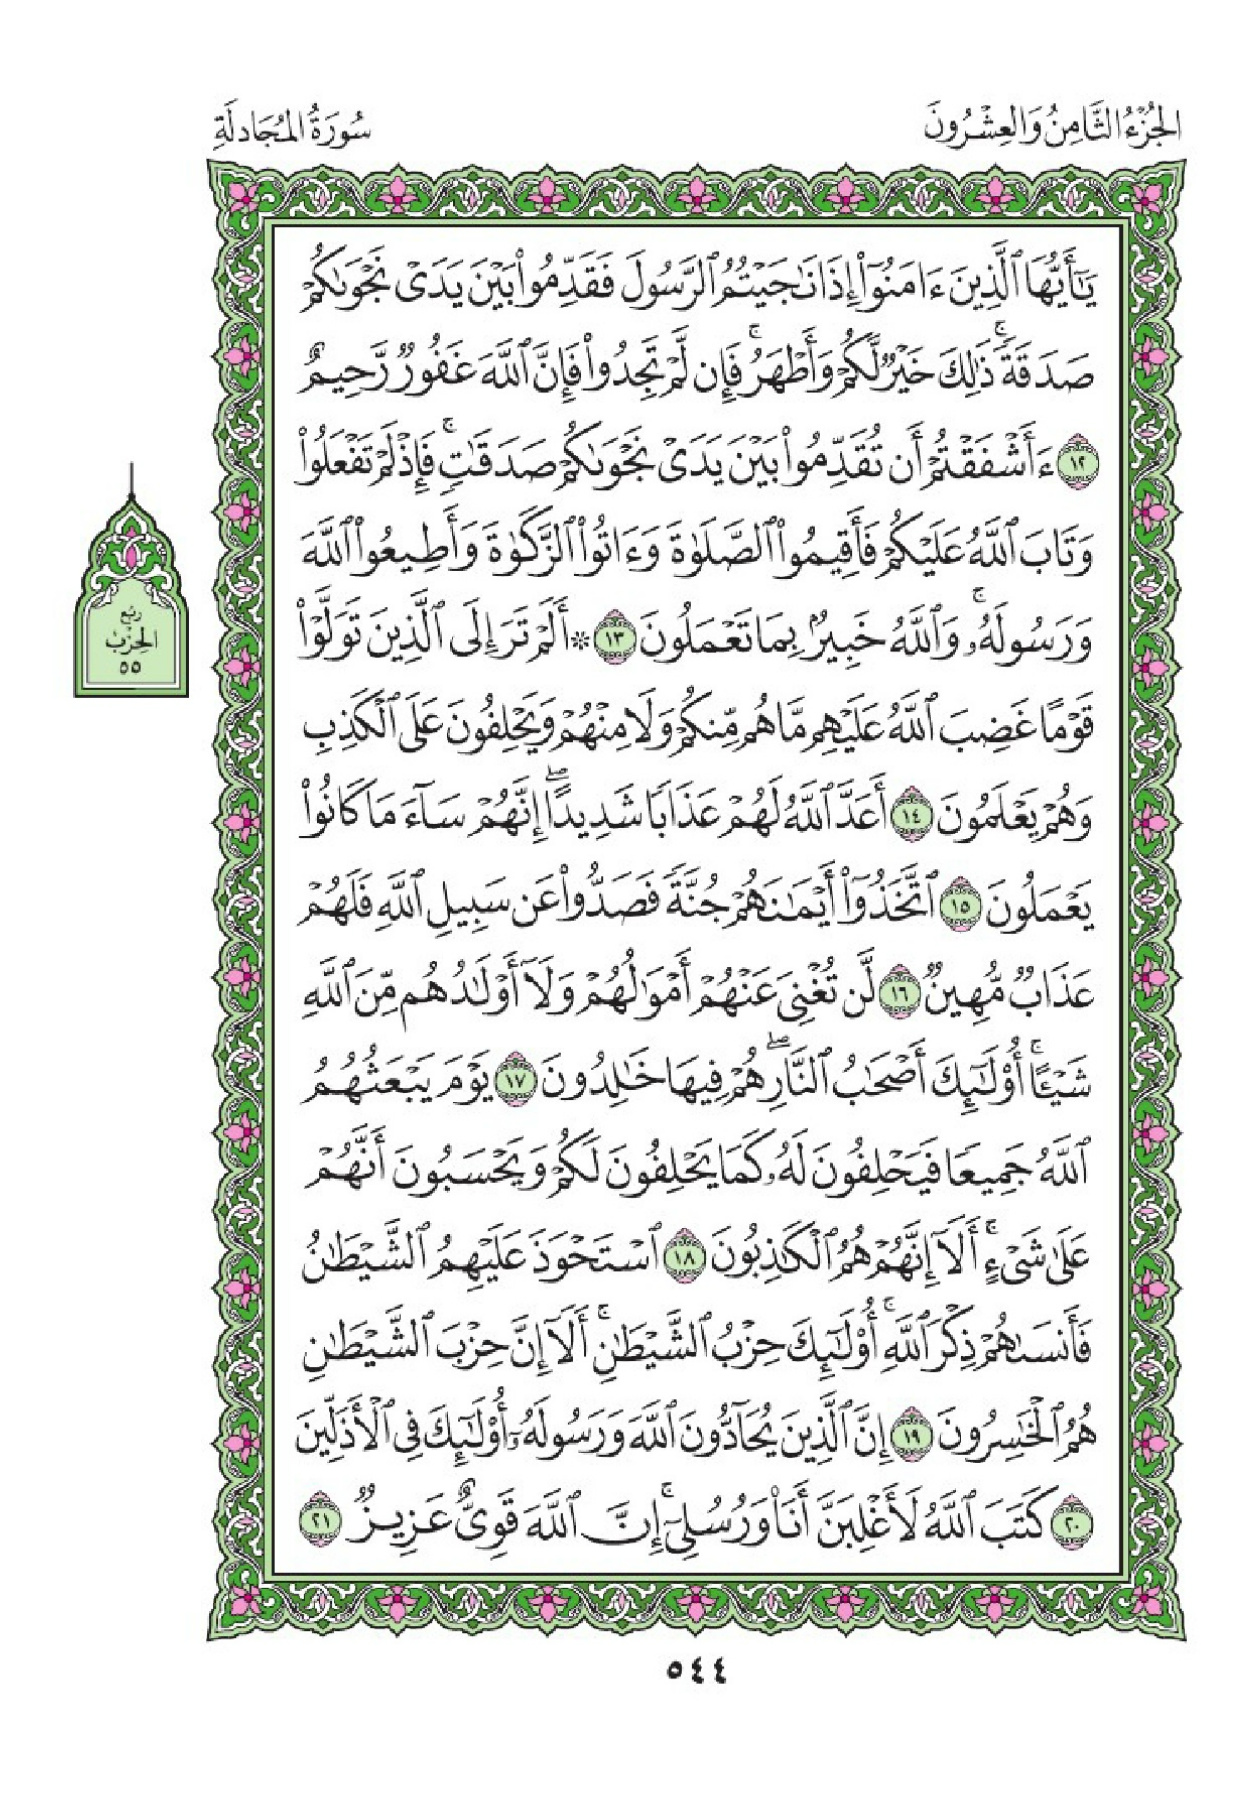 الجُزْءُ الثَّامِنُ وَالعِشْرُونَ
سُورَةُ المُجَادلَةِ
يَٰٓأَيُّهَا ٱلَّذِينَ ءَامَنُوٓا۟ إِذَا نَٰجَيْتُمُ ٱلرَّسُولَ فَقَدِّمُوا۟ بَيْنَ يَدَىْ نَجْوَىٰكُمْ
صَدَقَةً ۚ ذَٰلِكَ خَيْرٌ لَّكُمْ وَأَطْهَرُ ۚ فَإِن لَّمْ تَجِدُوا۟ فَإِنَّ ٱللَّهَ غَفُورٌ رَّحِيمٌ
١٢ ءَأَشْفَقْتُمْ أَن تُقَدِّمُوا۟ بَيْنَ يَدَىْ نَجْوَىٰكُمْ صَدَقَٰتٍ ۚ فَإِذْ لَمْ تَفْعَلُوا۟
وَتَابَ ٱللَّهُ عَلَيْكُمْ فَأَقِيمُوا۟ ٱلصَّلَوٰةَ وَءَاتُوا۟ ٱلزَّكَوٰةَ وَأَطِيعُوا۟ ٱللَّهَ
وَرَسُولَهُۥ ۚ وَٱللَّهُ خَبِيرٌۢ بِمَا تَعْمَلُونَ ١٣ ۞ أَلَمْ تَرَ إِلَى ٱلَّذِينَ تَوَلَّوْا۟
قَوْمًا غَضِبَ ٱللَّهُ عَلَيْهِم مَّا هُم مِّنكُمْ وَلَا مِنْهُمْ وَيَحْلِفُونَ عَلَى ٱلْكَذِبِ
وَهُمْ يَعْلَمُونَ ١٤ أَعَدَّ ٱللَّهُ لَهُمْ عَذَابًا شَدِيدًا ۖ إِنَّهُمْ سَآءَ مَا كَانُوا۟
يَعْمَلُونَ ١٥ ٱتَّخَذُوٓا۟ أَيْمَٰنَهُمْ جُنَّةً فَصَدُّوا۟ عَن سَبِيلِ ٱللَّهِ فَلَهُمْ
عَذَابٌ مُّهِينٌ ١٦ لَّن تُغْنِىَ عَنْهُمْ أَمْوَٰلُهُمْ وَلَآ أَوْلَٰدُهُم مِّنَ ٱللَّهِ
شَيْـًٔا ۚ أُو۟لَٰٓئِكَ أَصْحَٰبُ ٱلنَّارِ ۖ هُمْ فِيهَا خَٰلِدُونَ ١٧ يَوْمَ يَبْعَثُهُمُ
ٱللَّهُ جَمِيعًا فَيَحْلِفُونَ لَهُۥ كَمَا يَحْلِفُونَ لَكُمْ وَيَحْسَبُونَ أَنَّهُمْ
عَلَىٰ شَىْءٍ ۚ أَلَآ إِنَّهُمْ هُمُ ٱلْكَٰذِبُونَ ١٨ ٱسْتَحْوَذَ عَلَيْهِمُ ٱلشَّيْطَٰنُ
فَأَنسَىٰهُمْ ذِكْرَ ٱللَّهِ ۚ أُو۟لَٰٓئِكَ حِزْبُ ٱلشَّيْطَٰنِ ۚ أَلَآ إِنَّ حِزْبَ ٱلشَّيْطَٰنِ
هُمُ ٱلْخَٰسِرُونَ ١٩ إِنَّ ٱلَّذِينَ يُحَآدُّونَ ٱللَّهَ وَرَسُولَهُۥٓ أُو۟لَٰٓئِكَ فِى ٱلْأَذَلِّينَ
٢٠ كَتَبَ ٱللَّهُ لَأَغْلِبَنَّ أَنَا۠ وَرُسُلِىٓ ۚ إِنَّ ٱللَّهَ قَوِىٌّ عَزِيزٌ ٢١
رُبع
الحِزْب
٥٥
٥٤٤